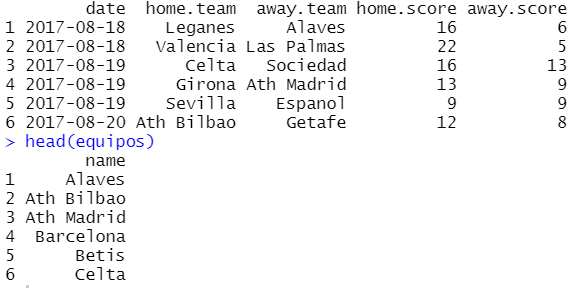 date home.team away.team home.score away.score
1 2017-08-18 Leganes Alaves 16 6
2 2017-08-18 Valencia Las Palmas 22 5
3 2017-08-19 Celta Sociedad 16 13
4 2017-08-19 Girona Ath Madrid 13 9
5 2017-08-19 Sevilla Espanol 9 9
6 2017-08-20 Ath Bilbao Getafe 12 8
> head(equipos)
name
1 Alaves
2 Ath Bilbao
3 Ath Madrid
4 Barcelona
5 Betis
6 Celta